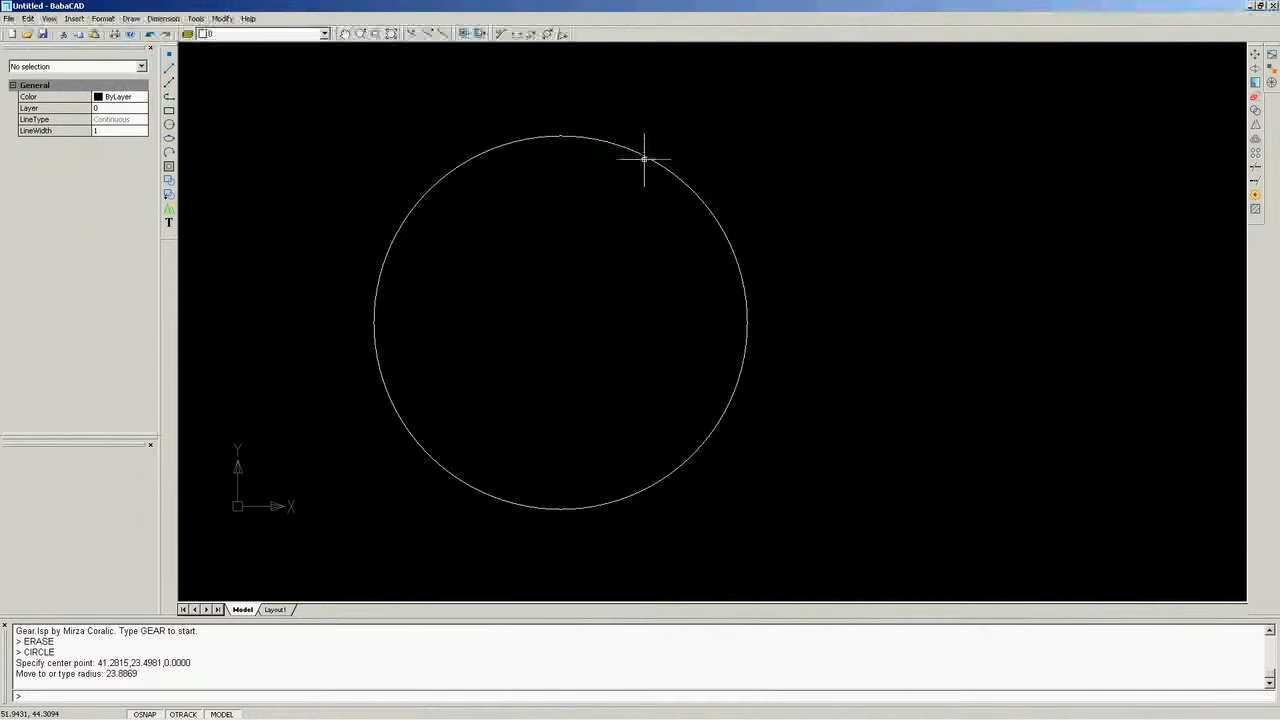 Untitled - BabaCAD
File Edit View Insert Format Draw Dimension Tools Modify Help
0
No selection
General
Color ByLayer
Layer 0
LineType Continuous
LineWidth 1
T
Y
X
Model Layout1
Gear.lsp by Mirza Coralic. Type GEAR to start.
> ERASE
> CIRCLE
Specify center point: 41.2815,23.4981,0.0000
Move to or type radius: 23.8869
>
51.9431, 44.3094 OSNAP OTRACK MODEL